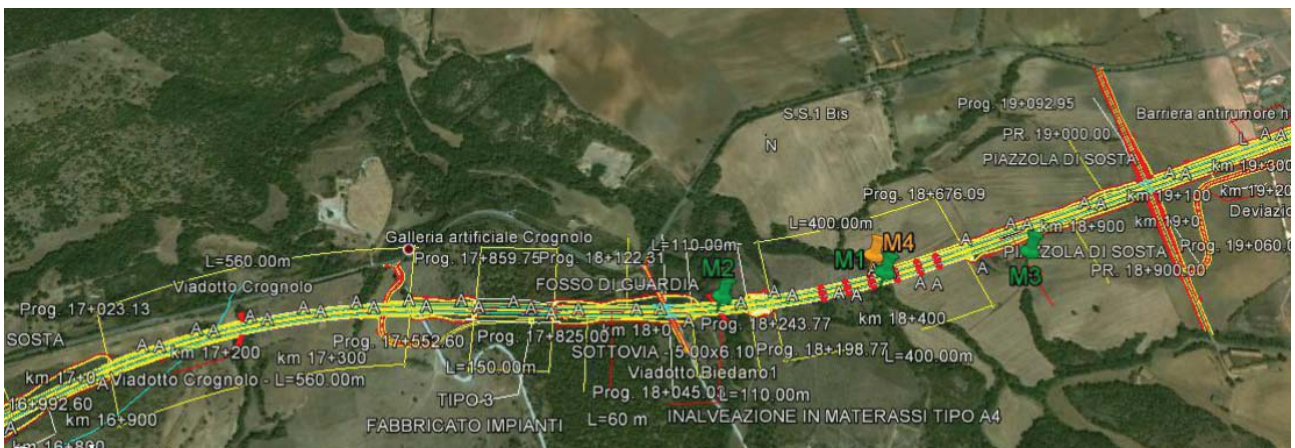 S.S.1 Bis
N
Prog. 19+092.95
Barriera antirumore h
PR. 19+000.00
L
PIAZZOLA DI SOSTA
km 19+300
Prog. 18+676.09
km 19+100
km 19+20
L=400.00m
Deviazio
km 19+0
km 18+900
Galleria artificiale Crognolo
L=110.00m
M4
Prog. 19+060.0
L=560.00m
Prog. 17+859.75
Prog. 18+122.31
M1
PIAZZOLA DI SOSTA
M2
M3
PR. 18+900.00
Viadotto Crognolo
FOSSO DI GUARDIA
Prog. 17+023.13
km 18+400
km 18+0
Prog. 18+243.77
SOSTA
Prog. 17+552.60
Prog. 17+825.00
km 17+200
km 17+300
SOTTOVIA - 5.00x6.10
Prog. 18+198.77
L=400.00m
L=150.00m
Viadotto Biedano1
km 17+0
Viadotto Crognolo - L=560.00m
Prog. 18+045.03
L=110.00m
16+992.60
TIPO 3
km 16+900
FABBRICATO IMPIANTI
L=60 m
INALVEAZIONE IN MATERASSI TIPO A4
km 16+800